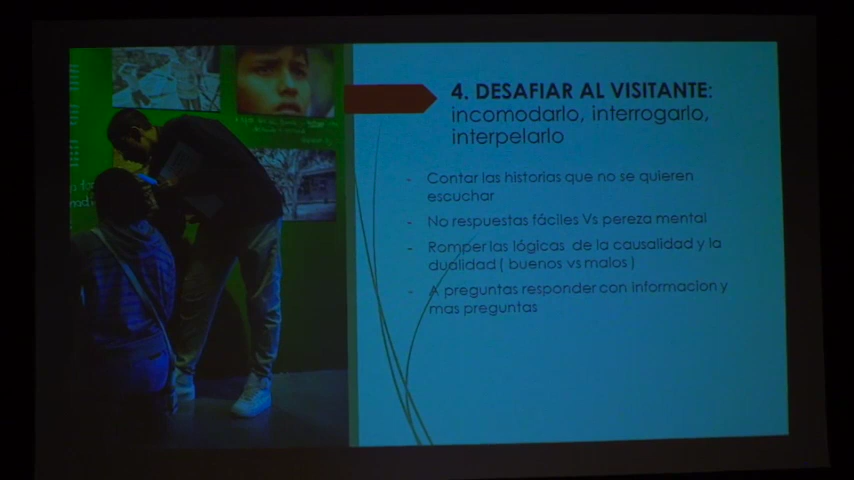 4. DESAFIAR AL VISITANTE:
incomodarlo, interrogarlo,
interpelarlo
- Contar las historias que no se quieren
escuchar
- No respuestas fáciles Vs pereza mental
- Romper las lógicas de la causalidad y la
dualidad ( buenos vs malos )
- A preguntas responder con informacion y
mas preguntas